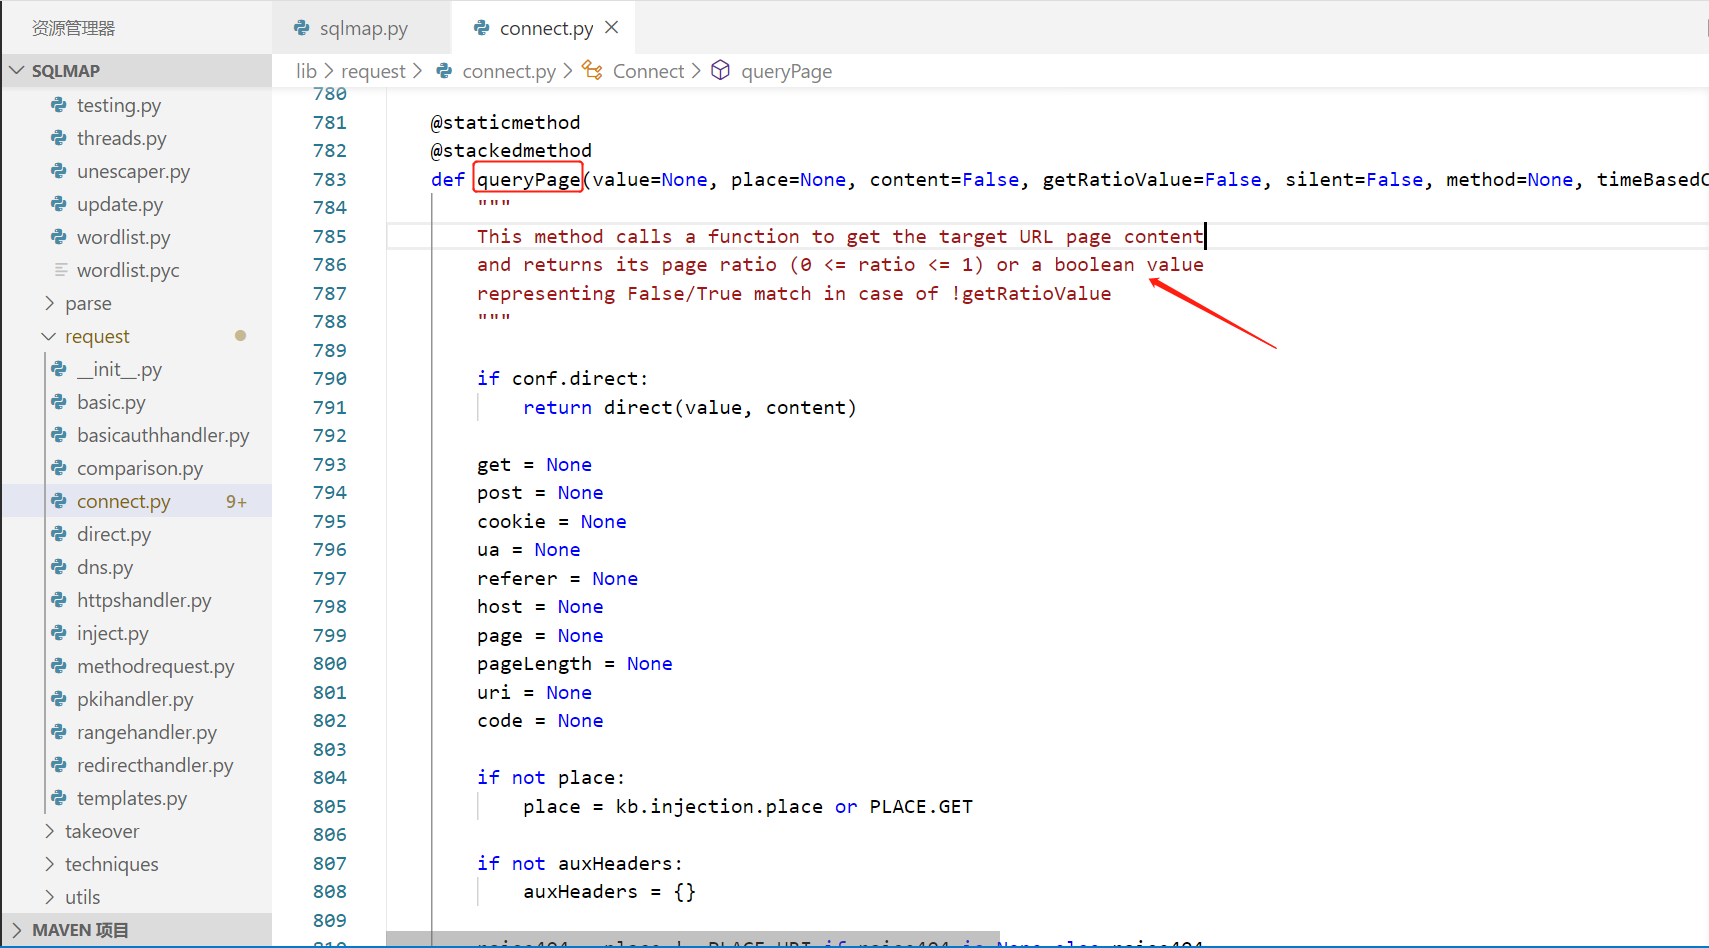 资源管理器
SQLMAP
testing.py
threads.py
unescaper.py
update.py
wordlist.py
wordlist.pyc
parse
request
__init__.py
basic.py
basicauthhandler.py
comparison.py
connect.py 9+
direct.py
dns.py
httpshandler.py
inject.py
methodrequest.py
pkihandler.py
rangehandler.py
redirecthandler.py
templates.py
takeover
techniques
utils
MAVEN 项目
sqlmap.py
connect.py
lib > request > connect.py > Connect > queryPage
780
781 @staticmethod
782 @stackedmethod
783 def queryPage(value=None, place=None, content=False, getRatioValue=False, silent=False, method=None, timeBasedC
784 """
785 This method calls a function to get the target URL page content
786 and returns its page ratio (0 <= ratio <= 1) or a boolean value
787 representing False/True match in case of !getRatioValue
788 """
789
790 if conf.direct:
791 return direct(value, content)
792
793 get = None
794 post = None
795 cookie = None
796 ua = None
797 referer = None
798 host = None
799 page = None
800 pageLength = None
801 uri = None
802 code = None
803
804 if not place:
805 place = kb.injection.place or PLACE.GET
806
807 if not auxHeaders:
808 auxHeaders = {}
809